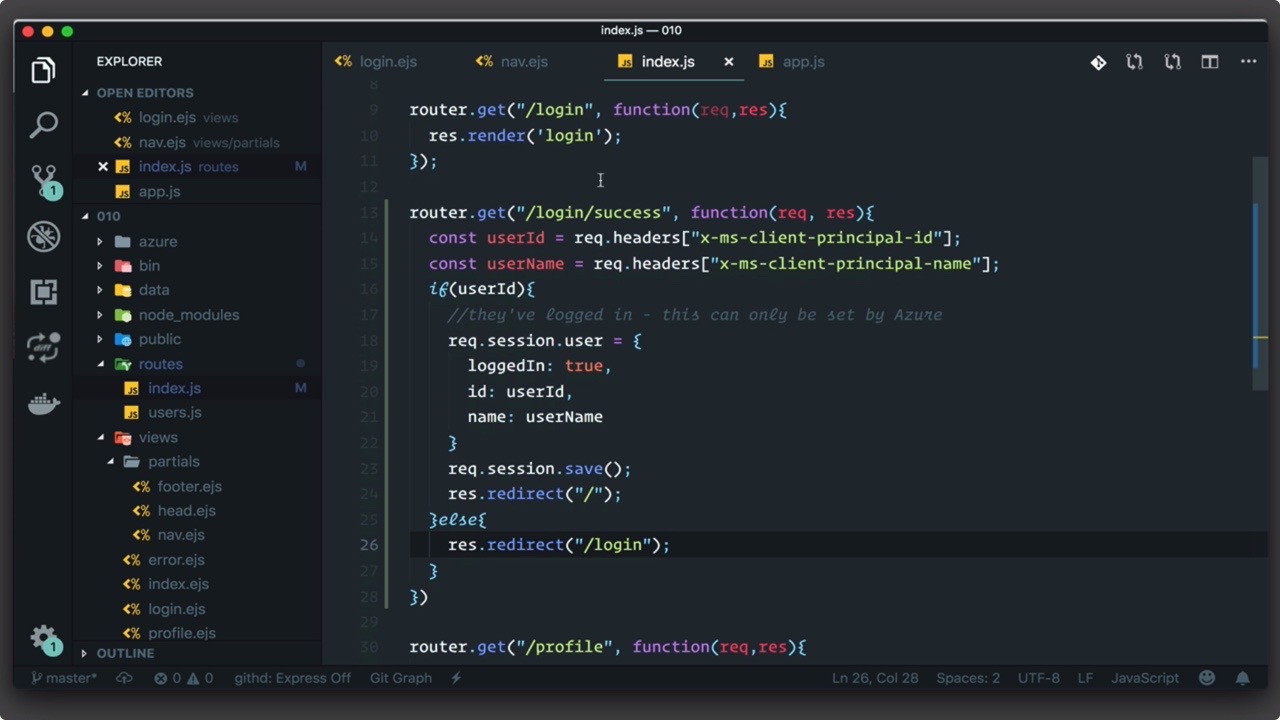 index.js — 010
EXPLORER
login.ejs
nav.ejs
index.js
app.js
OPEN EDITORS
login.ejs views
nav.ejs views/partials
index.js routes M
app.js
010
azure
bin
data
node_modules
public
routes
index.js M
users.js
views
partials
footer.ejs
head.ejs
nav.ejs
error.ejs
index.ejs
login.ejs
profile.ejs
OUTLINE
8
9 router.get("/login", function(req,res){
10 res.render('login');
11 });
12
13 router.get("/login/success", function(req, res){
14 const userId = req.headers["x-ms-client-principal-id"];
15 const userName = req.headers["x-ms-client-principal-name"];
16 if(userId){
17 //they've logged in - this can only be set by Azure
18 req.session.user = {
19 loggedIn: true,
20 id: userId,
21 name: userName
22 }
23 req.session.save();
24 res.redirect("/");
25 }else{
26 res.redirect("/login");
27 }
28 })
29
30 router.get("/profile", function(req,res){
1
1
master* 0 0 githd: Express Off Git Graph Ln 26, Col 28 Spaces: 2 UTF-8 LF JavaScript